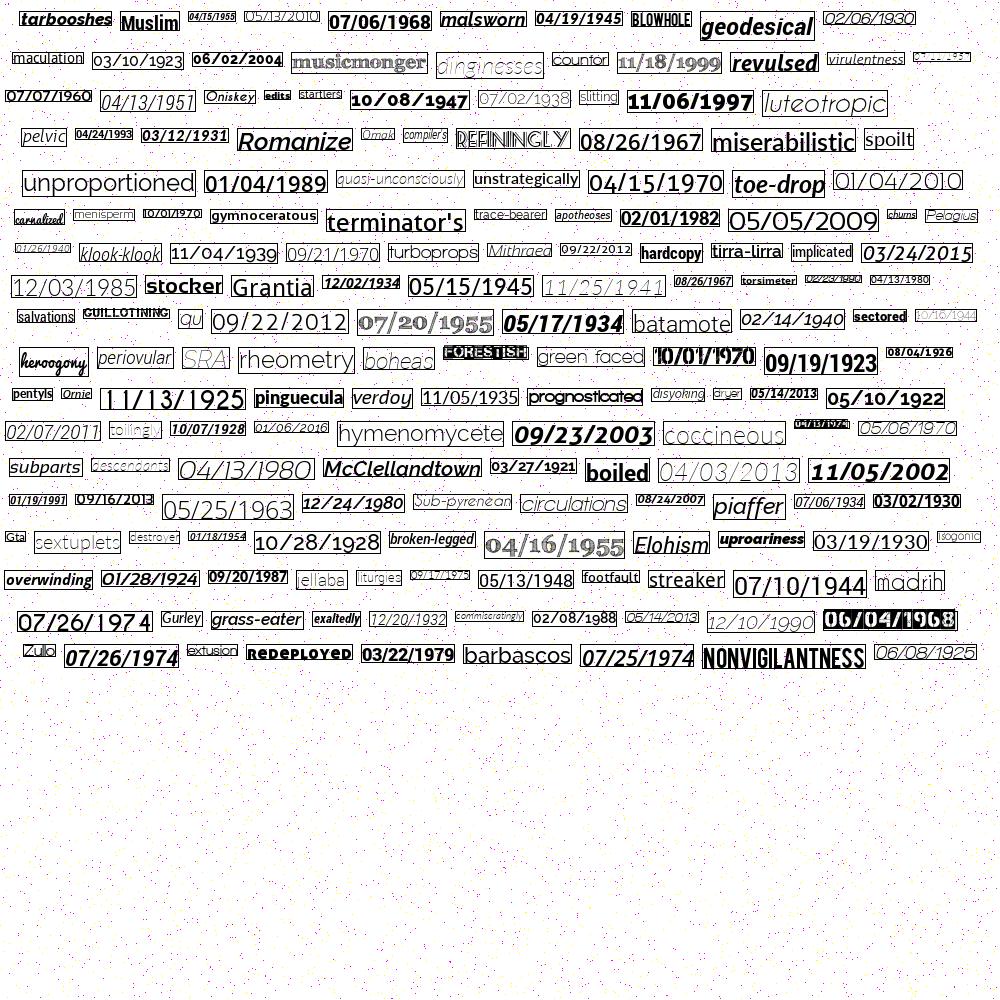 tarbooshes Muslim 04/15/1955 05/13/2010 07/06/1968 malsworn 04/19/1945 BLOWHOLE geodesical 02/06/1930
maculation 03/10/1923 06/02/2004 musicmonger dinginesses countor 11/18/1999 revulsed virulentness
07/07/1960 04/13/1951 Oniskey edits startlers 10/08/1947 07/02/1938 slitting 11/06/1997 luteotropic
pelvic 04/24/1993 03/12/1931 Romanize Omak compilers REFININGLY 08/26/1967 miserabilistic spoilt
unproportioned 01/04/1989 quasi-unconsciously unstrategically 04/15/1970 toe-drop 01/04/2010
carnalized menisperm 10/01/1970 gymnoceratous terminator's trace-bearer apotheoses 02/01/1982 05/05/2009 churns Pelagius
01/26/1940 klook-klook 11/04/1939 09/21/1970 turboprops Mithraea 09/22/2012 hardcopy tirra-lirra implicated 03/24/2015
12/03/1985 stocker Grantia 12/02/1934 05/15/1945 11/25/1941 08/26/1967 torsimeter 02/23/1990 04/13/1980
salvations GUILLOTINING qu 09/22/2012 07/20/1955 05/17/1934 batamote 02/14/1940 sectored 10/16/1944
heroogony periovular SRA rheometry boheas FORESTISH green faced 10/01/1970 09/19/1923 08/04/1926
pentyls Ornie 11/13/1925 pinguecula verdoy 11/05/1935 prognosticated disyoking dryer 05/14/2013 05/10/1922
02/07/2011 tollingly 10/07/1928 01/06/2016 hymenomycete 09/23/2003 coccineous 04/13/1974 05/06/1970
subparts descendants 04/13/1980 McClellandtown 03/27/1921 boiled 04/03/2013 11/05/2002
01/19/1991 09/16/2013 05/25/1963 12/24/1980 Sub-pyrenean circulations 08/24/2007 piaffer 07/06/1934 03/02/1930
Gta sextuplets destroyer 01/18/1954 10/28/1928 broken-legged 04/16/1955 Elohism uproariness 03/19/1930 isogonic
overwinding 01/28/1924 09/20/1987 jellaba liturgies 09/17/1975 05/13/1948 footfault streaker 07/10/1944 madrih
07/26/1974 Gurley grass-eater exaltedly 12/20/1932 commiseratingly 02/08/1988 05/14/2013 12/10/1990 06/04/1968
Zullo 07/26/1974 extusion REDEPLOYED 03/22/1979 barbascos 07/25/1974 NONVIGILANTNESS 06/08/1925